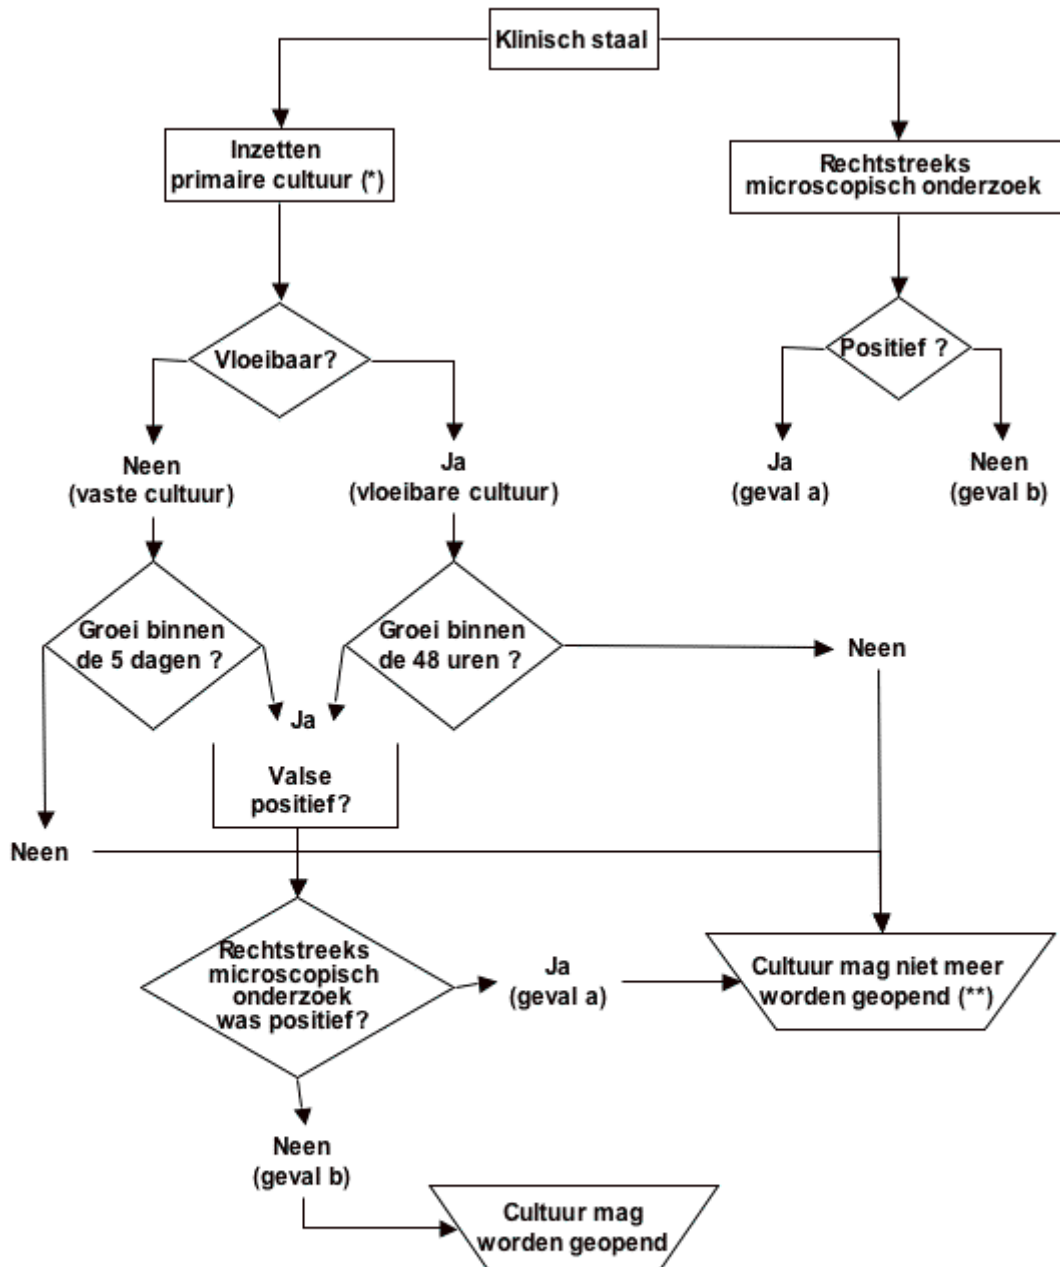 Klinisch staal
Inzetten
primaire cultuur (*)
Rechtstreeks
microscopisch onderzoek
Vloeibaar?
Positief ?
Neen
(vaste cultuur)
Ja
(vloeibare cultuur)
Ja
(geval a)
Neen
(geval b)
Groei binnen
de 5 dagen ?
Groei binnen
de 48 uren ?
Neen
Ja
Valse
positief?
Neen
Rechtstreeks
microscopisch
onderzoek
was positief?
Ja
(geval a)
Cultuur mag niet meer
worden geopend (**)
Neen
(geval b)
Cultuur mag
worden geopend